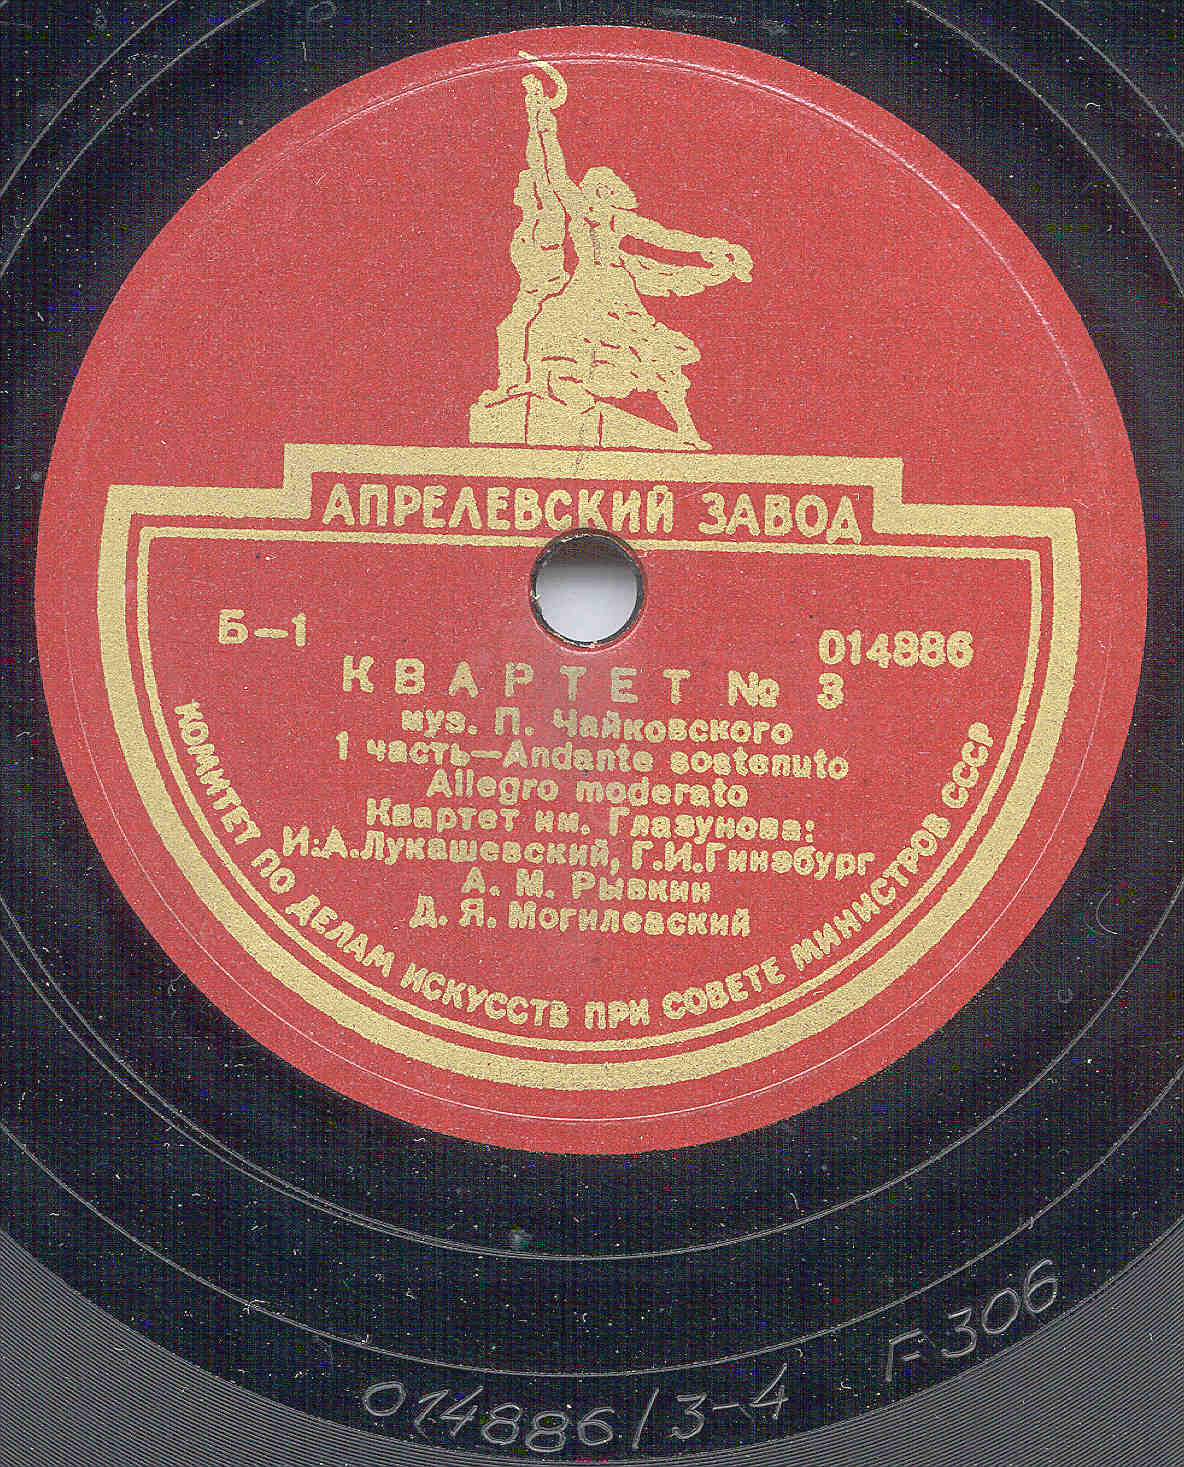 АПРЕЛЕВСКИЙ ЗАВОД
Б–1
014886
КВАРТЕТ № 3
муз. П. Чайковского
1 часть—Andante sostenuto
Allegro moderato
Квартет им. Глазунова:
И.А.Лукашевский, Г.И.Гинзбург
А. М. Рывкин
Д. Я. Могилевский
КОМИТЕТ ПО ДЕЛАМ ИСКУССТВ ПРИ СОВЕТЕ МИНИСТРОВ СССР
014886/3-4 F306